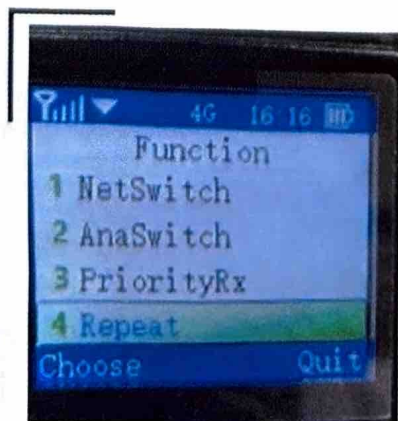 4G 16 16
Function
1 NetSwitch
2 AnaSwitch
3 PriorityRx
4 Repeat
Choose Quit